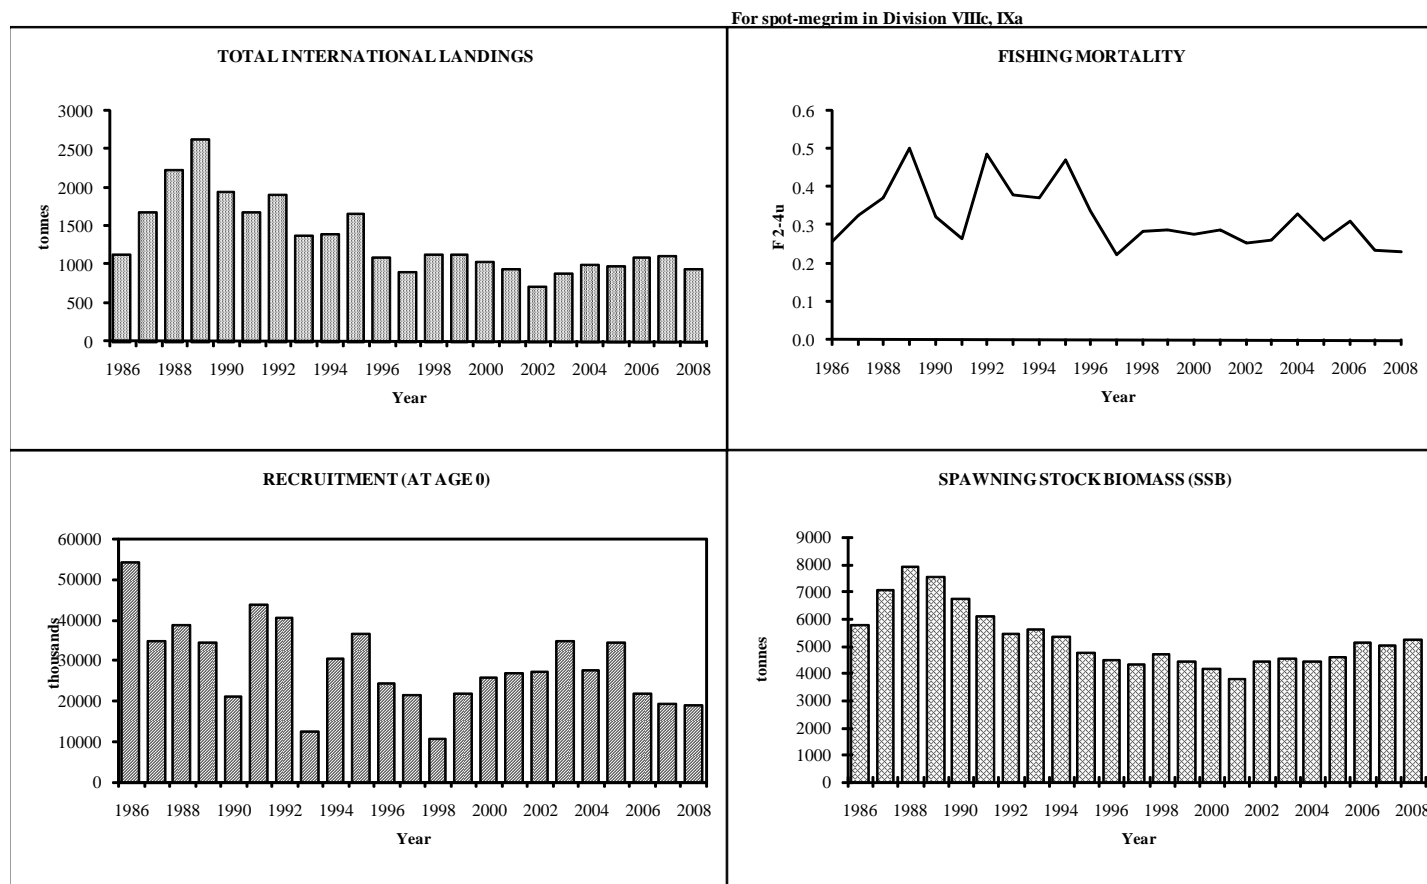 For spot-megrim in Division VIIIc, IXa
TOTAL INTERNATIONAL LANDINGS
3000
2500
2000
1500
1000
500
0
tonnes
1986 1988 1990 1992 1994 1996 1998 2000 2002 2004 2006 2008
Year
FISHING MORTALITY
0.6
0.5
0.4
0.3
0.2
0.1
0.0
F 2-4u
1986 1988 1990 1992 1994 1996 1998 2000 2002 2004 2006 2008
Year
RECRUITMENT (AT AGE 0)
60000
50000
40000
30000
20000
10000
0
thousands
1986 1988 1990 1992 1994 1996 1998 2000 2002 2004 2006 2008
Year
SPAWNING STOCK BIOMASS (SSB)
9000
8000
7000
6000
5000
4000
3000
2000
1000
0
tonnes
1986 1988 1990 1992 1994 1996 1998 2000 2002 2004 2006 2008
Year